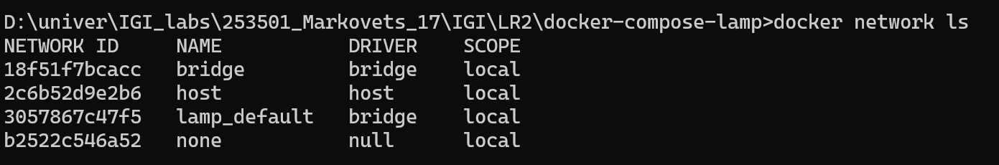 D:\univer\IGI_labs\253501_Markovets_17\IGI\LR2\docker-compose-lamp>docker network ls
NETWORK ID     NAME           DRIVER    SCOPE
18f51f7bcacc   bridge         bridge    local
2c6b52d9e2b6   host           host      local
3057867c47f5   lamp_default   bridge    local
b2522c546a52   none           null      local